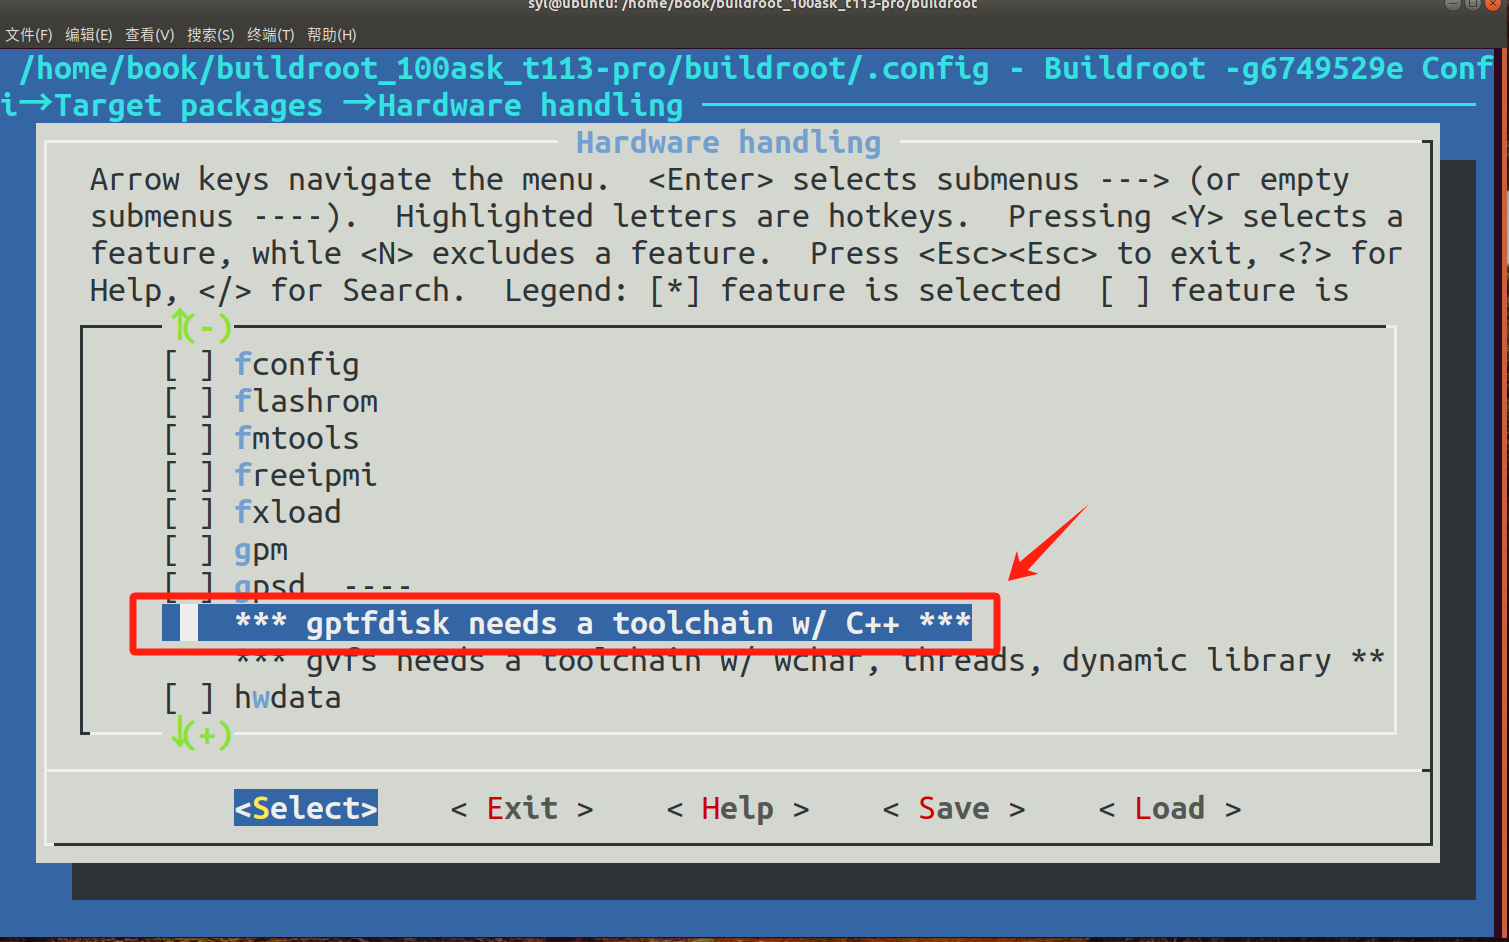 syl@ubuntu: /home/book/buildroot_100ask_t113-pro/buildroot
文件(F) 编辑(E) 查看(V) 搜索(S) 终端(T) 帮助(H)
/home/book/buildroot_100ask_t113-pro/buildroot/.config - Buildroot -g6749529e Conf
i→Target packages →Hardware handling
Hardware handling
Arrow keys navigate the menu.  <Enter> selects submenus ---> (or empty
submenus ----).  Highlighted letters are hotkeys.  Pressing <Y> selects a
feature, while <N> excludes a feature.  Press <Esc><Esc> to exit, <?> for
Help, </> for Search.  Legend: [*] feature is selected  [ ] feature is
↑(-)
[ ] fconfig
[ ] flashrom
[ ] fmtools
[ ] freeipmi
[ ] fxload
[ ] gpm
[ ] gpsd  ----
*** gptfdisk needs a toolchain w/ C++ ***
*** gvfs needs a toolchain w/ wchar, threads, dynamic library **
[ ] hwdata
↓(+)
<Select>    < Exit >    < Help >    < Save >    < Load >